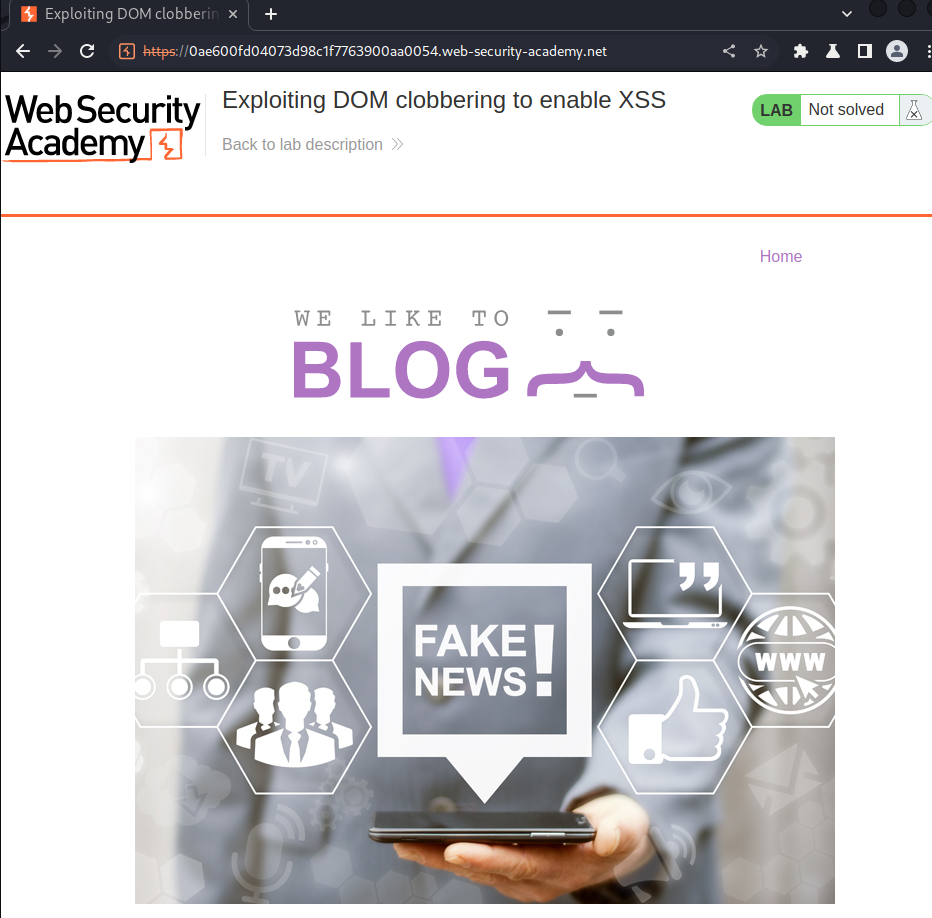 Exploiting DOM clobberin
https://0ae600fd04073d98c1f7763900aa0054.web-security-academy.net
Web Security
Academy
Exploiting DOM clobbering to enable XSS
Back to lab description
LAB
Not solved
Home
WE LIKE TO
BLOG
TV
FAKE
NEWS!
WWW